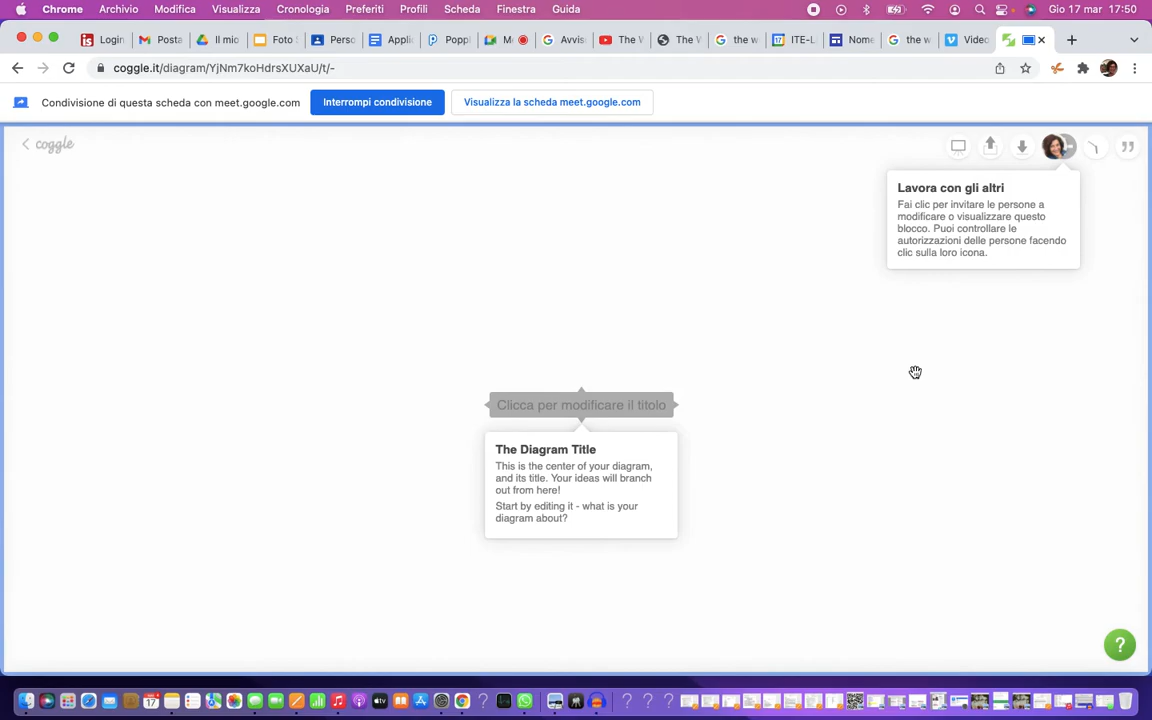 Chrome Archivio Modifica Visualizza Cronologia Preferiti Profili Scheda Finestra Guida Gio 17 mar 17:50
Login Posta Il mio Foto Perso Applic Poppl M Avvis The V The V the w ITE-L Nome the w Video
coggle.it/diagram/YjNm7koHdrsXUXaU/t/-
Condivisione di questa scheda con meet.google.com Interrompi condivisione Visualizza la scheda meet.google.com
coggle
Lavora con gli altri
Fai clic per invitare le persone a
modificare o visualizzare questo
blocco. Puoi controllare le
autorizzazioni delle persone facendo
clic sulla loro icona.
Clicca per modificare il titolo
The Diagram Title
This is the center of your diagram,
and its title. Your ideas will branch
out from here!
Start by editing it - what is your
diagram about?
?